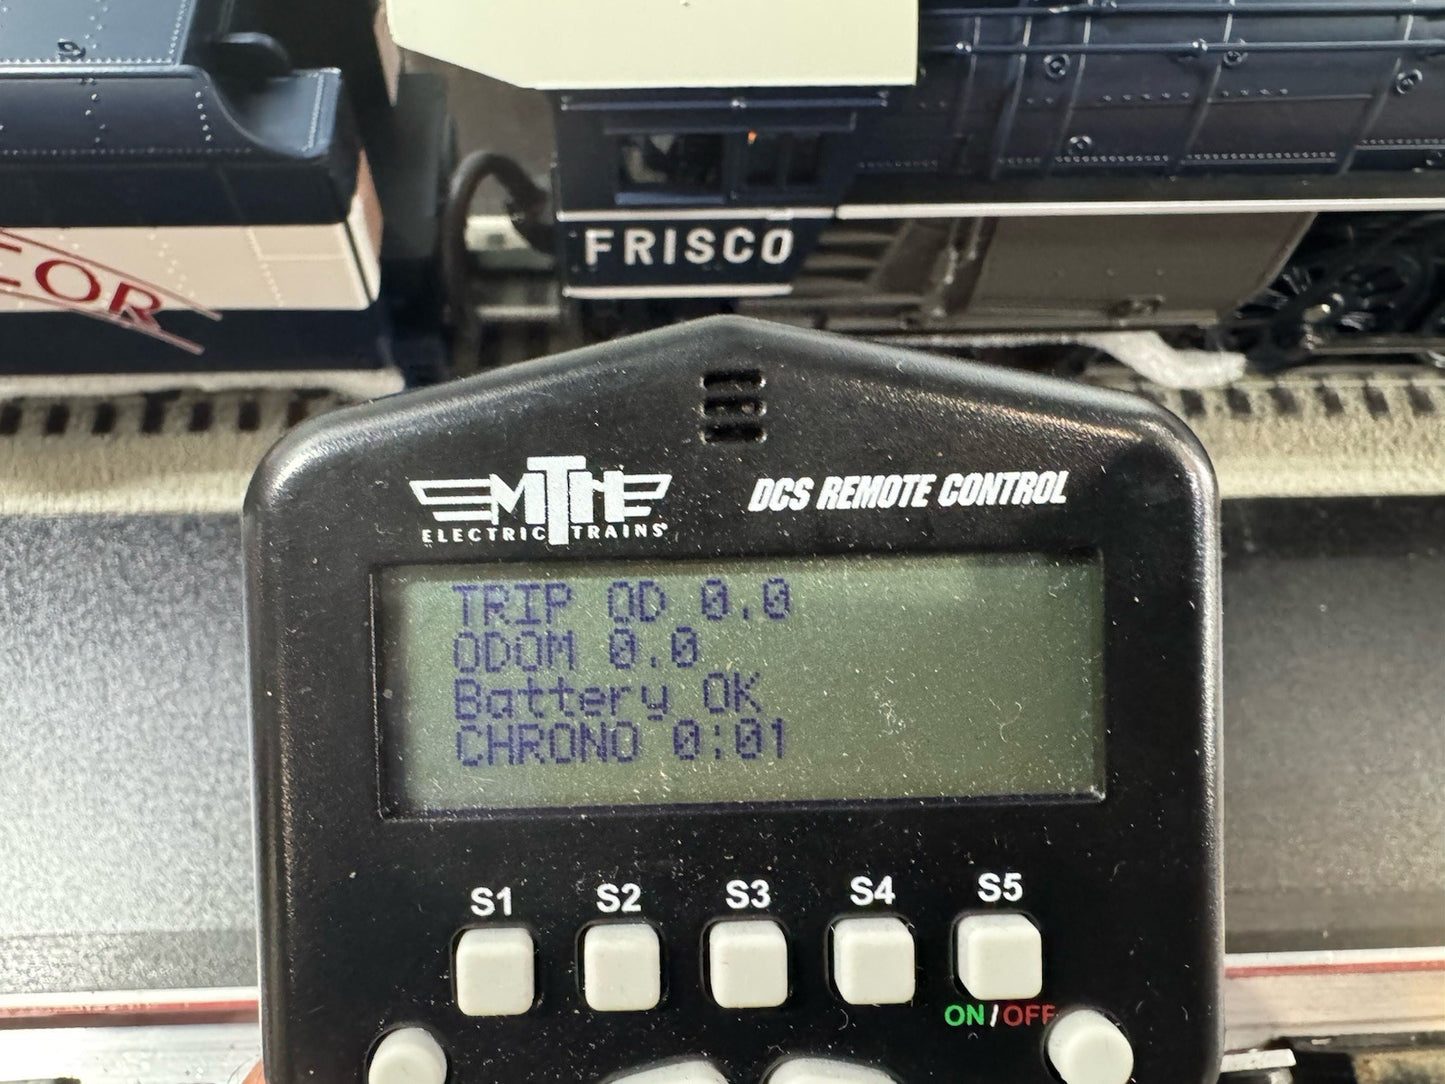 EOR
FRISCO
MTH
ELECTRIC TRAINS
DCS REMOTE CONTROL
TRIP OD 0.0
ODOM 0.0
Battery OK
CHRONO 0:01
S1 S2 S3 S4 S5
ON/OFF